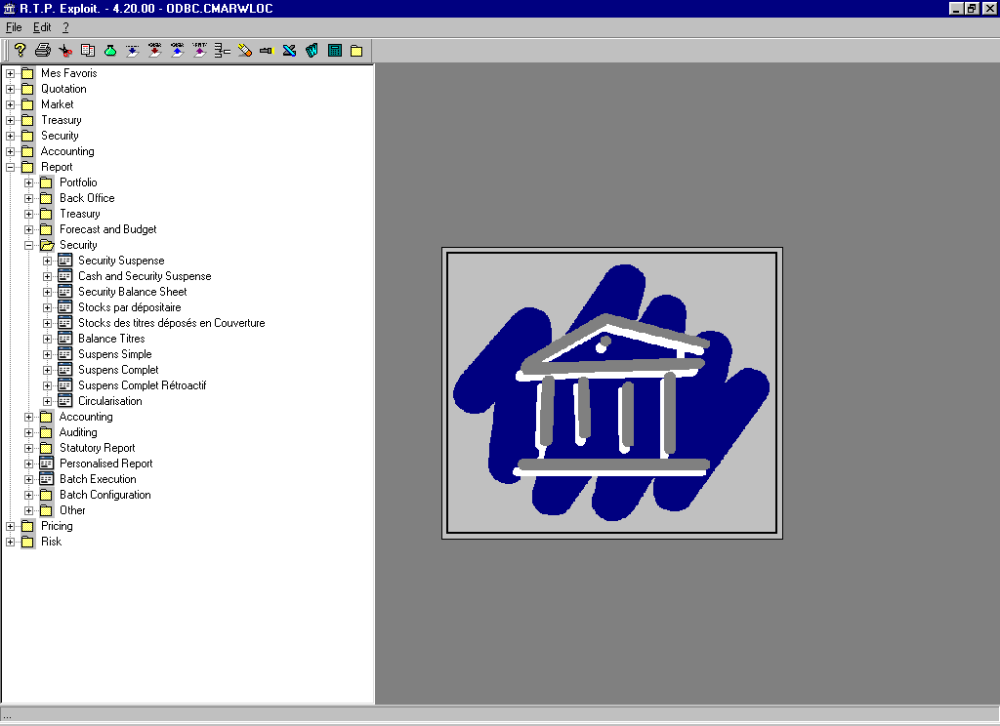 R.T.P. Exploit. - 4.20.00 - ODBC.CMARWLOC
File Edit ?
Mes Favoris
Quotation
Market
Treasury
Security
Accounting
Report
Portfolio
Back Office
Treasury
Forecast and Budget
Security
Security Suspense
Cash and Security Suspense
Security Balance Sheet
Stocks par dépositaire
Stocks des titres déposés en Couverture
Balance Titres
Suspens Simple
Suspens Complet
Suspens Complet Rétroactif
Circularisation
Accounting
Auditing
Statutory Report
Personalised Report
Batch Execution
Batch Configuration
Other
Pricing
Risk
...